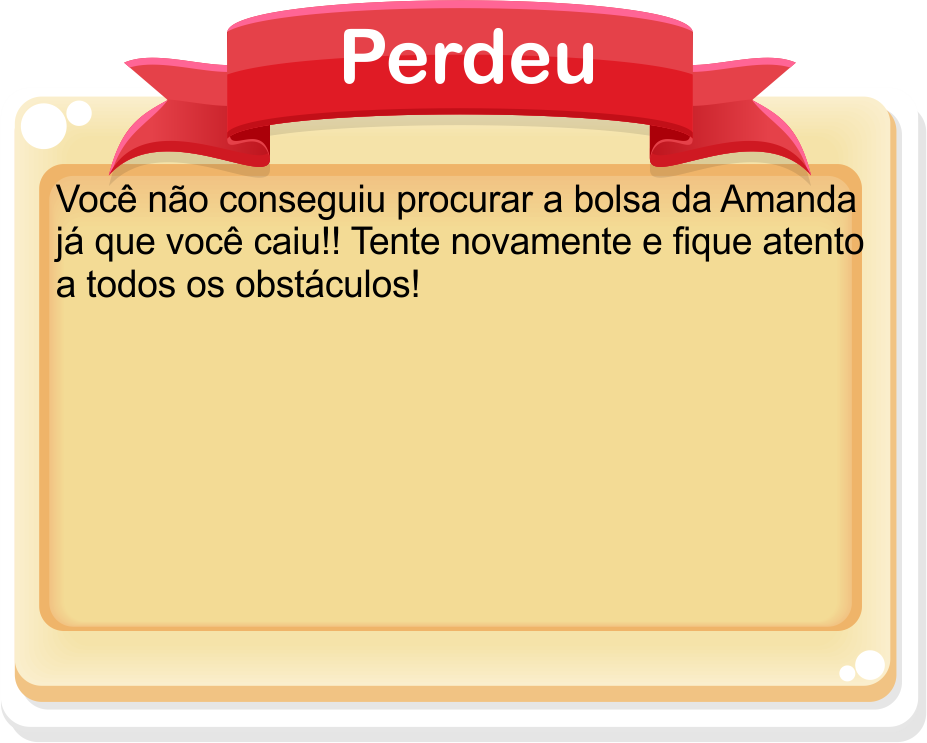 Perdeu
Você não conseguiu procurar a bolsa da Amanda
já que você caiu!! Tente novamente e fique atento
a todos os obstáculos!